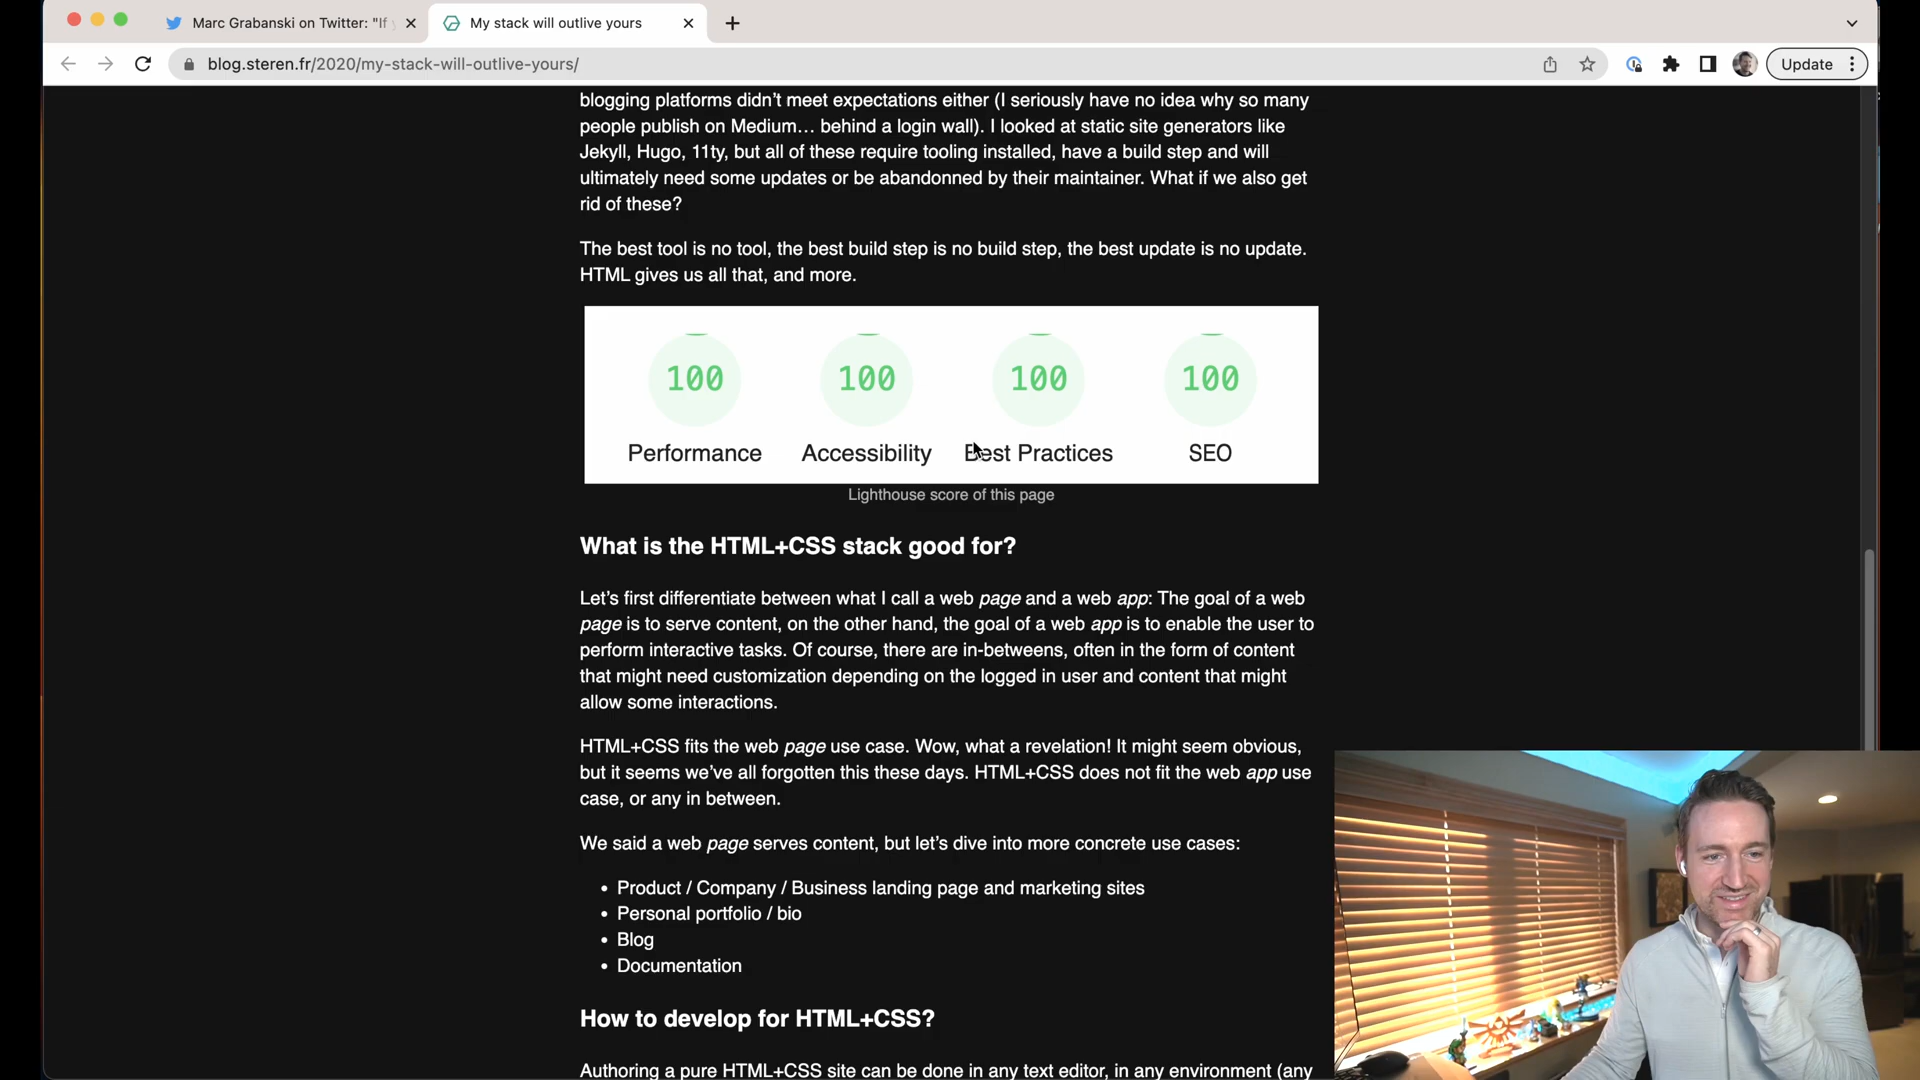 Marc Grabanski on Twitter: "If
My stack will outlive yours
blog.steren.fr/2020/my-stack-will-outlive-yours/
Update
blogging platforms didn't meet expectations either (I seriously have no idea why so many
people publish on Medium… behind a login wall). I looked at static site generators like
Jekyll, Hugo, 11ty, but all of these require tooling installed, have a build step and will
ultimately need some updates or be abandonned by their maintainer. What if we also get
rid of these?
The best tool is no tool, the best build step is no build step, the best update is no update.
HTML gives us all that, and more.
100 100 100 100
Performance Accessibility Best Practices SEO
Lighthouse score of this page
What is the HTML+CSS stack good for?
Let's first differentiate between what I call a web page and a web app: The goal of a web
page is to serve content, on the other hand, the goal of a web app is to enable the user to
perform interactive tasks. Of course, there are in-betweens, often in the form of content
that might need customization depending on the logged in user and content that might
allow some interactions.
HTML+CSS fits the web page use case. Wow, what a revelation! It might seem obvious,
but it seems we've all forgotten this these days. HTML+CSS does not fit the web app use
case, or any in between.
We said a web page serves content, but let's dive into more concrete use cases:
• Product / Company / Business landing page and marketing sites
• Personal portfolio / bio
• Blog
• Documentation
How to develop for HTML+CSS?
Authoring a pure HTML+CSS site can be done in any text editor, in any environment (any